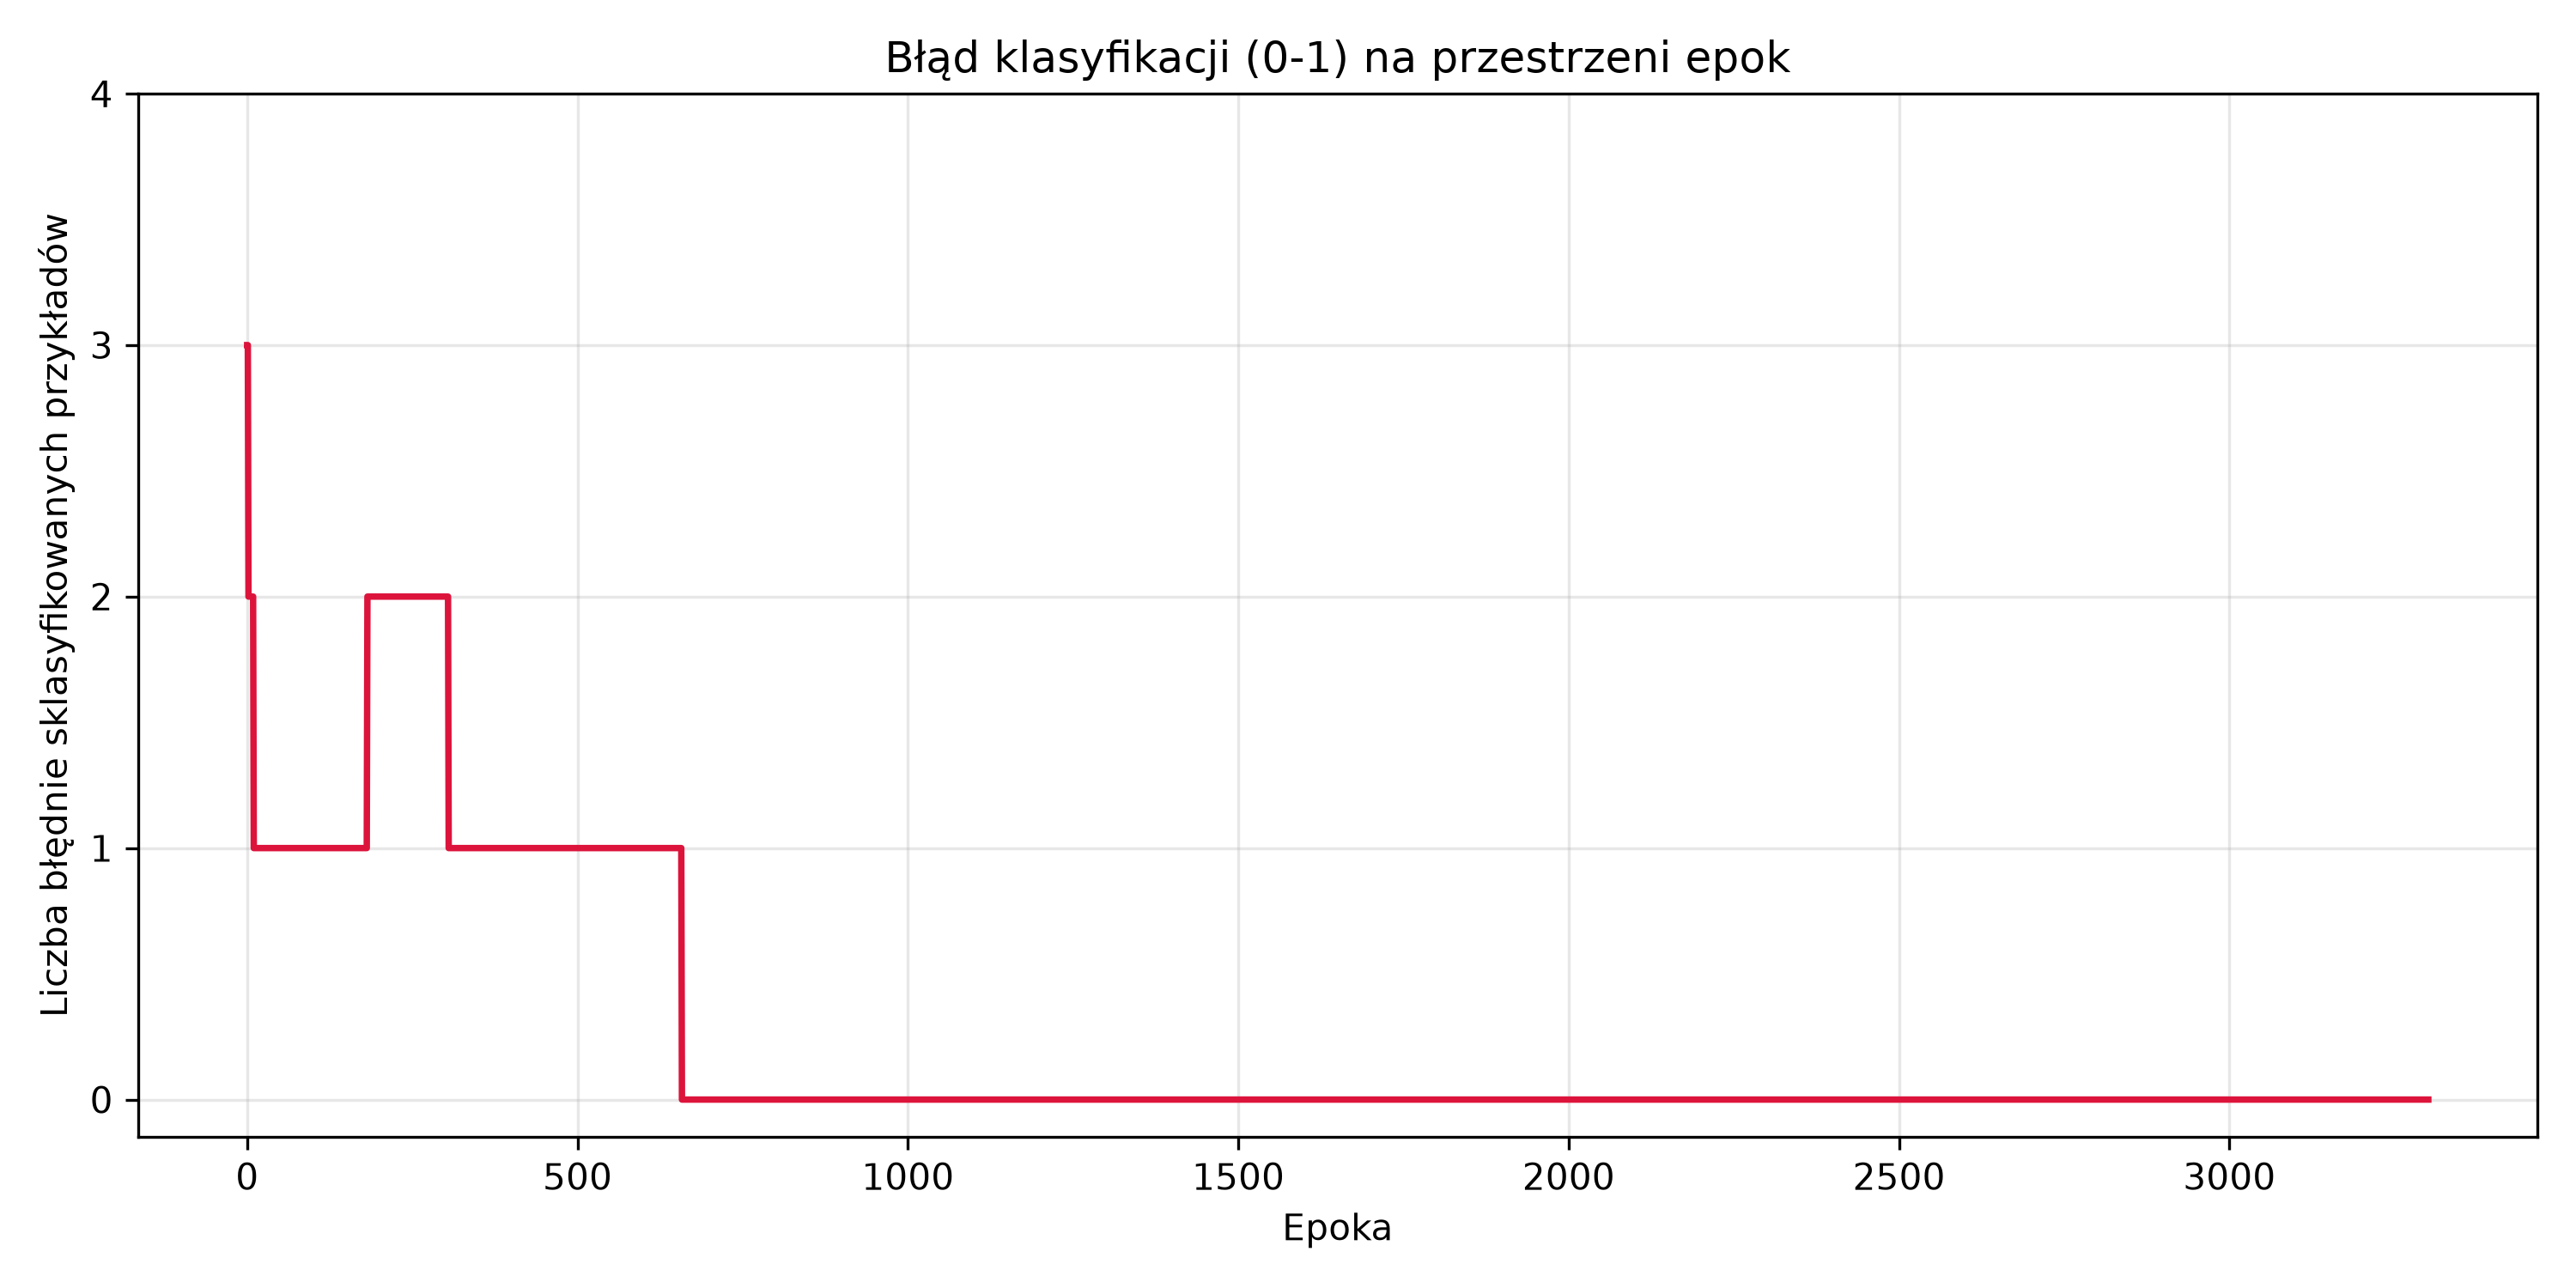 Błąd klasyfikacji (0-1) na przestrzeni epok
Liczba błędnie sklasyfikowanych przykładów
4
3
2
1
0
0 500 1000 1500 2000 2500 3000
Epoka